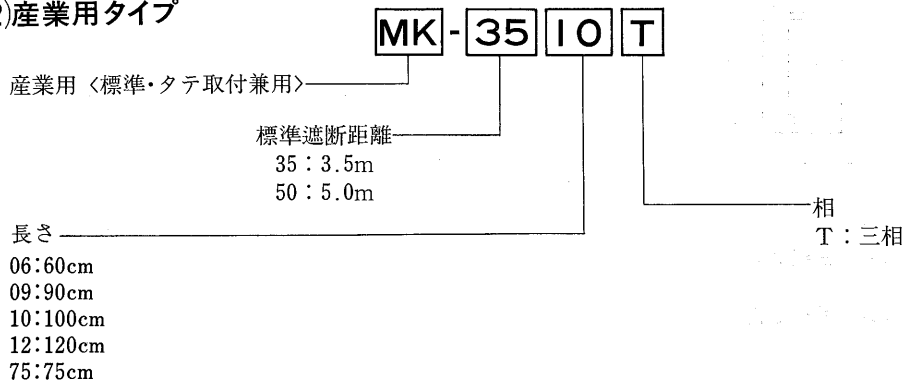 2)産業用タイプ
MK-35 10 T
産業用〈標準・タテ取付兼用〉
標準遮断距離
35：3.5m
50：5.0m
相
T：三相
長さ
06:60cm
09:90cm
10:100cm
12:120cm
75:75cm